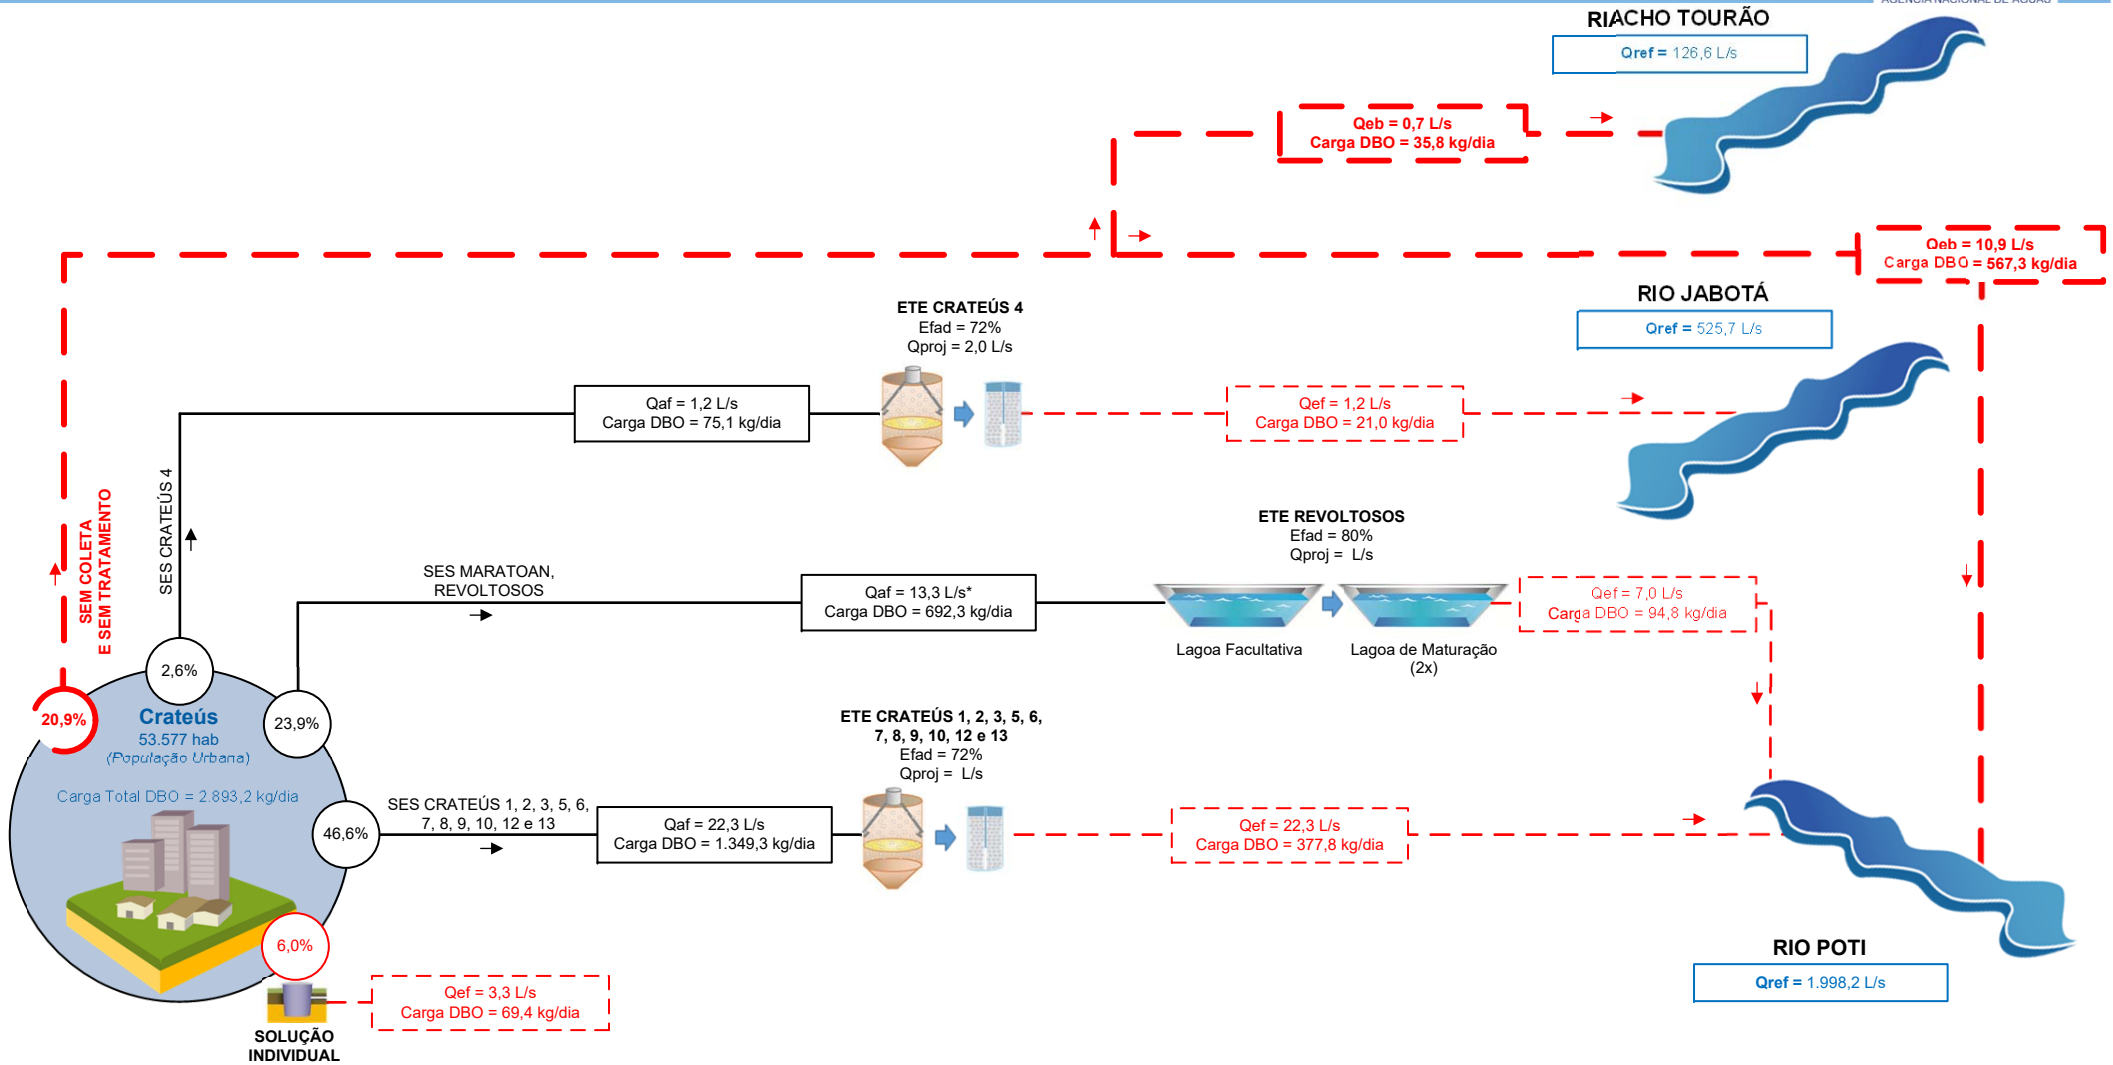 AGÊNCIA NACIONAL DE ÁGUAS
RIACHO TOURÃO
Qref = 126,6 L/s
Qeb = 0,7 L/s
Carga DBO = 35,8 kg/dia
Qeb = 10,9 L/s
Carga DBO = 567,3 kg/dia
RIO JABOTÁ
Qref = 525,7 L/s
ETE CRATEÚS 4
Efad = 72%
Qproj = 2,0 L/s
Qaf = 1,2 L/s
Carga DBO = 75,1 kg/dia
Qef = 1,2 L/s
Carga DBO = 21,0 kg/dia
SEM COLETA
E SEM TRATAMENTO
SES CRATEÚS 4
SES MARATOAN,
REVOLTOSOS
Qaf = 13,3 L/s*
Carga DBO = 692,3 kg/dia
ETE REVOLTOSOS
Efad = 80%
Qproj =  L/s
Lagoa Facultativa
Lagoa de Maturação
(2x)
Qef = 7,0 L/s
Carga DBO = 94,8 kg/dia
20,9%
2,6%
23,9%
46,6%
6,0%
Crateús
53.577 hab
(População Urbana)
Carga Total DBO = 2.893,2 kg/dia
SES CRATEÚS 1, 2, 3, 5, 6,
7, 8, 9, 10, 12 e 13
Qaf = 22,3 L/s
Carga DBO = 1.349,3 kg/dia
ETE CRATEÚS 1, 2, 3, 5, 6,
7, 8, 9, 10, 12 e 13
Efad = 72%
Qproj =  L/s
Qef = 22,3 L/s
Carga DBO = 377,8 kg/dia
RIO POTI
Qref = 1.998,2 L/s
Qef = 3,3 L/s
Carga DBO = 69,4 kg/dia
SOLUÇÃO
INDIVIDUAL